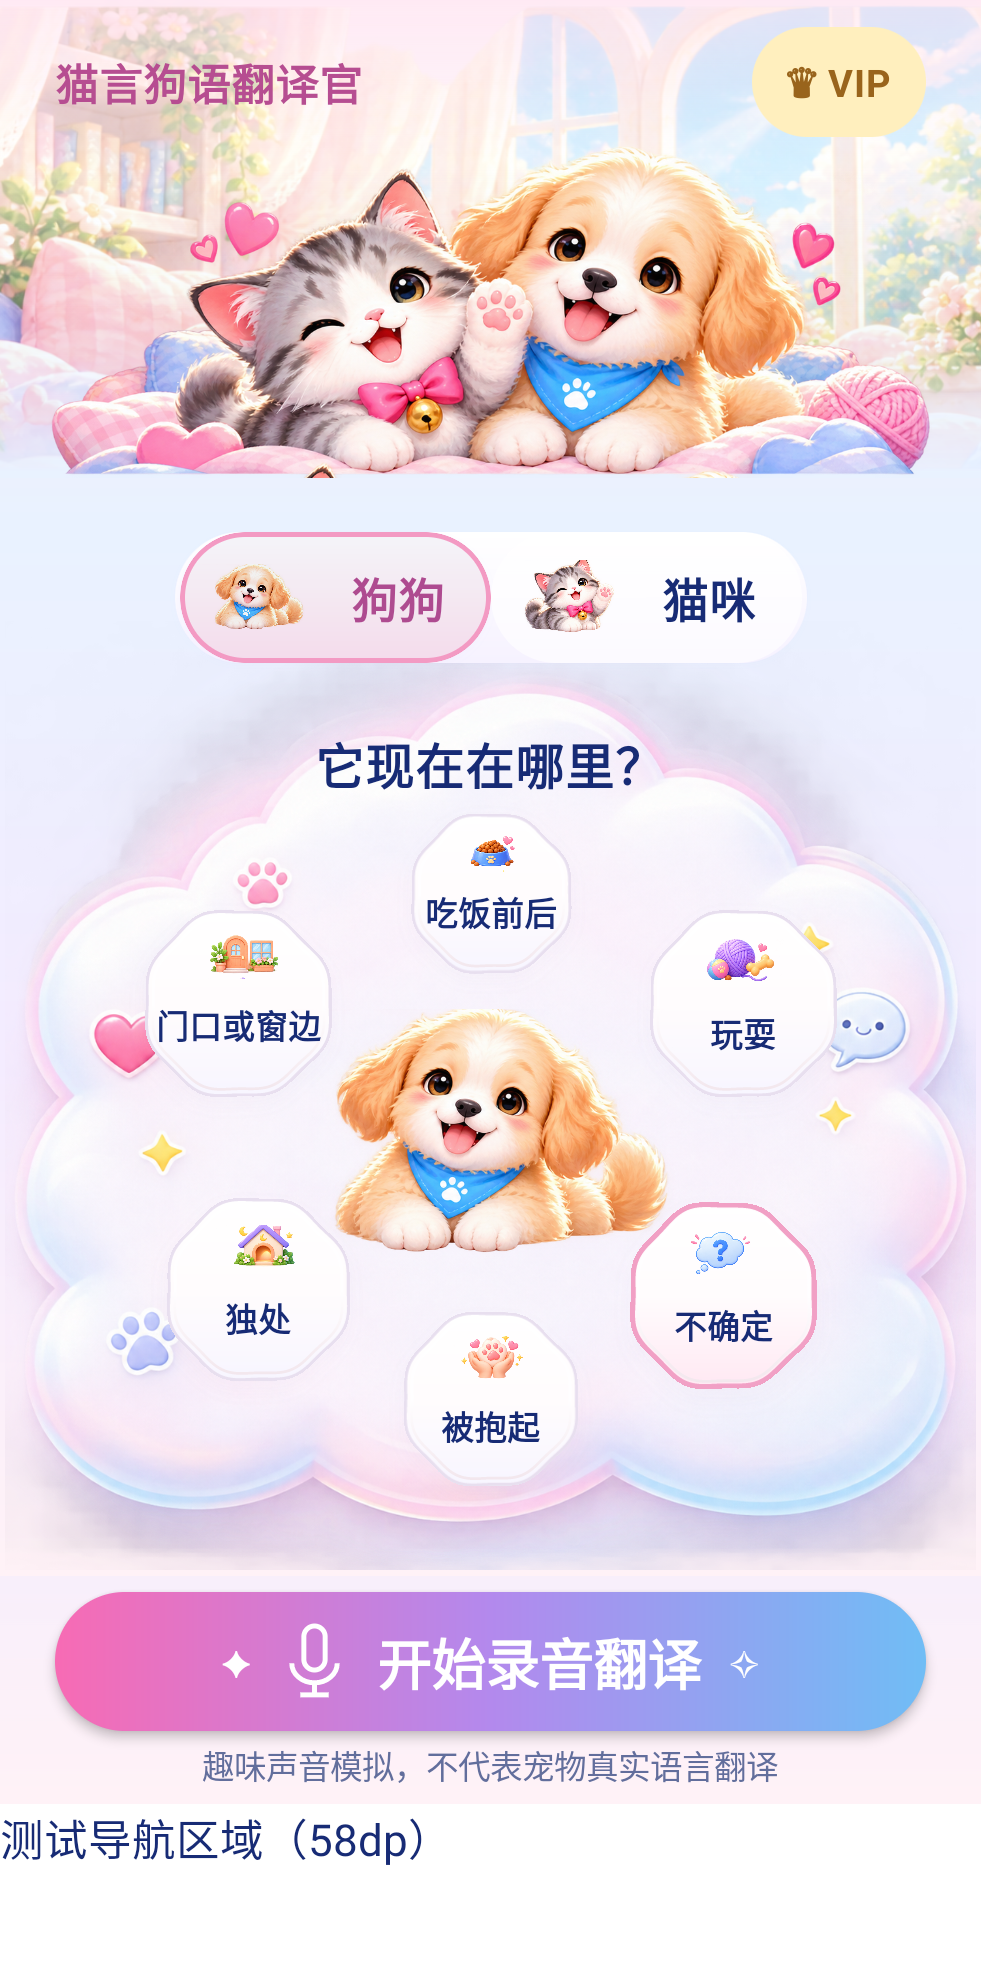 猫言狗语翻译官
♛ VIP
狗狗
猫咪
它现在在哪里？
吃饭前后
门口或窗边
玩耍
独处
不确定
被抱起
✦ 开始录音翻译 ✧
趣味声音模拟，不代表宠物真实语言翻译
测试导航区域（58dp）